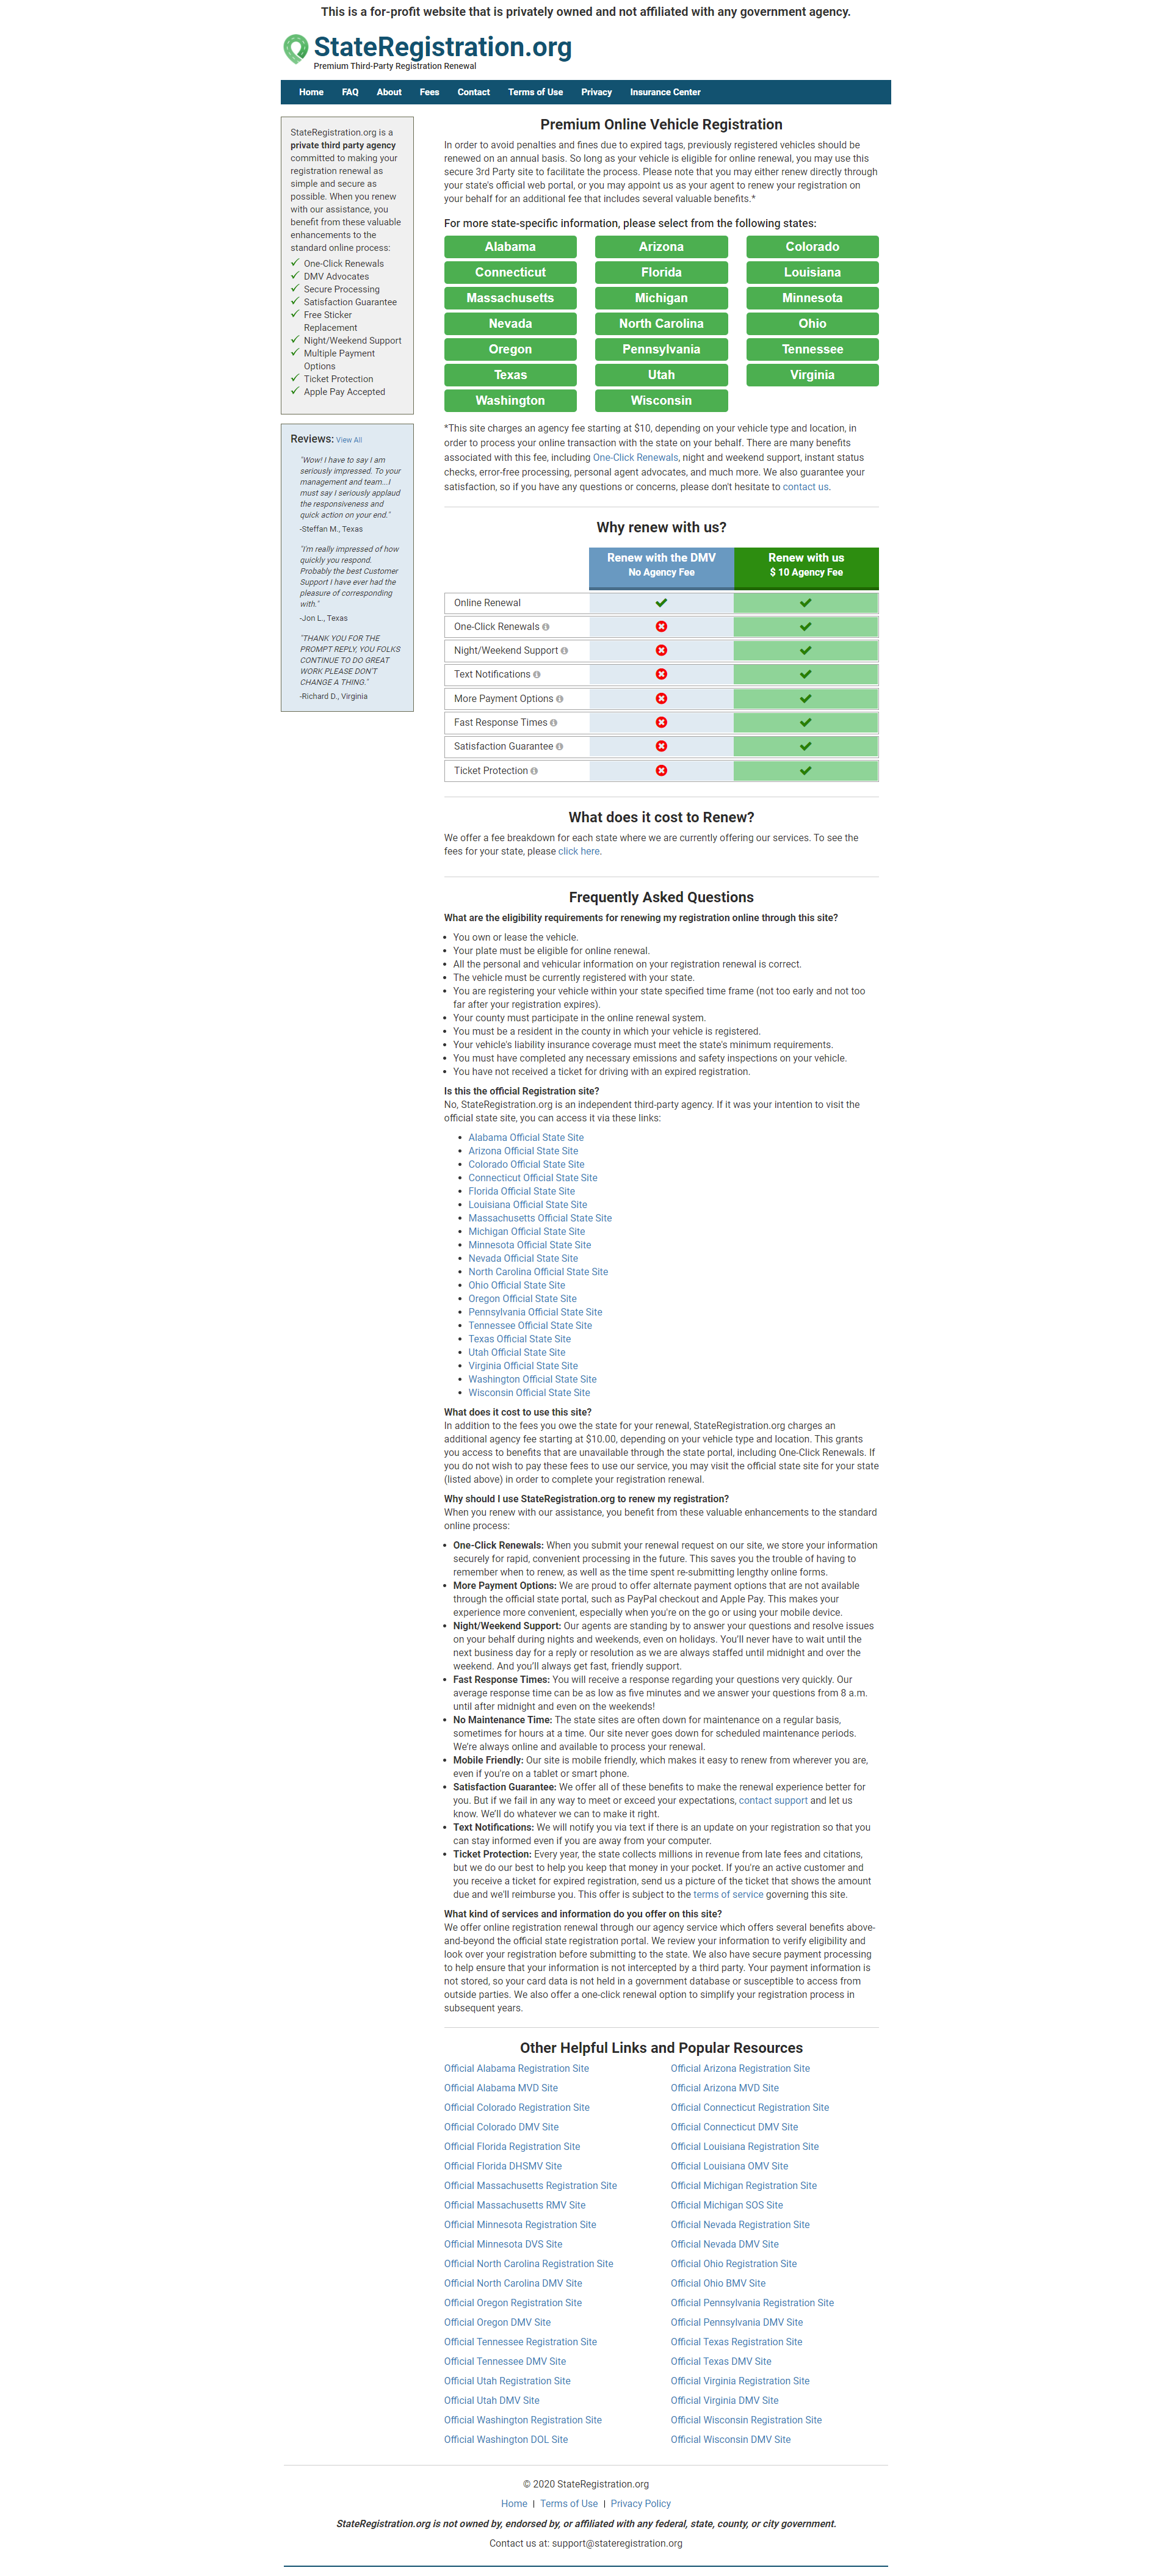 This is a for-profit website that is privately owned and not affiliated with any government agency.
StateRegistration.org
Premium Third-Party Registration Renewal
Home FAQ About Fees Contact Terms of Use Privacy Insurance Center
StateRegistration.org is a
private third party agency
committed to making your
registration renewal as
simple and secure as
possible. When you renew
with our assistance, you
benefit from these valuable
enhancements to the
standard online process:
One-Click Renewals
DMV Advocates
Secure Processing
Satisfaction Guarantee
Free Sticker
Replacement
Night/Weekend Support
Multiple Payment
Options
Ticket Protection
Apple Pay Accepted
Reviews: View All
"Wow! I have to say I am
seriously impressed. To your
management and team...I
must say I seriously applaud
the responsiveness and
quick action on your end."
-Steffan M., Texas
"I'm really impressed of how
quickly you respond.
Probably the best Customer
Support I have ever had the
pleasure of corresponding
with."
-Jon L., Texas
"THANK YOU FOR THE
PROMPT REPLY, YOU FOLKS
CONTINUE TO DO GREAT
WORK PLEASE DON'T
CHANGE A THING."
-Richard D., Virginia
Premium Online Vehicle Registration
In order to avoid penalties and fines due to expired tags, previously registered vehicles should be
renewed on an annual basis. So long as your vehicle is eligible for online renewal, you may use this
secure 3rd Party site to facilitate the process. Please note that you may either renew directly through
your state's official web portal, or you may appoint us as your agent to renew your registration on
your behalf for an additional fee that includes several valuable benefits.*
For more state-specific information, please select from the following states:
Alabama Arizona Colorado
Connecticut Florida Louisiana
Massachusetts Michigan Minnesota
Nevada North Carolina Ohio
Oregon Pennsylvania Tennessee
Texas Utah Virginia
Washington Wisconsin
*This site charges an agency fee starting at $10, depending on your vehicle type and location, in
order to process your online transaction with the state on your behalf. There are many benefits
associated with this fee, including One-Click Renewals, night and weekend support, instant status
checks, error-free processing, personal agent advocates, and much more. We also guarantee your
satisfaction, so if you have any questions or concerns, please don't hesitate to contact us.
Why renew with us?
Renew with the DMV Renew with us
No Agency Fee $ 10 Agency Fee
Online Renewal
One-Click Renewals
Night/Weekend Support
Text Notifications
More Payment Options
Fast Response Times
Satisfaction Guarantee
Ticket Protection
What does it cost to Renew?
We offer a fee breakdown for each state where we are currently offering our services. To see the
fees for your state, please click here.
Frequently Asked Questions
What are the eligibility requirements for renewing my registration online through this site?
• You own or lease the vehicle.
• Your plate must be eligible for online renewal.
• All the personal and vehicular information on your registration renewal is correct.
• The vehicle must be currently registered with your state.
• You are registering your vehicle within your state specified time frame (not too early and not too
far after your registration expires).
• Your county must participate in the online renewal system.
• You must be a resident in the county in which your vehicle is registered.
• Your vehicle's liability insurance coverage must meet the state's minimum requirements.
• You must have completed any necessary emissions and safety inspections on your vehicle.
• You have not received a ticket for driving with an expired registration.
Is this the official Registration site?
No, StateRegistration.org is an independent third-party agency. If it was your intention to visit the
official state site, you can access it via these links:
• Alabama Official State Site
• Arizona Official State Site
• Colorado Official State Site
• Connecticut Official State Site
• Florida Official State Site
• Louisiana Official State Site
• Massachusetts Official State Site
• Michigan Official State Site
• Minnesota Official State Site
• Nevada Official State Site
• North Carolina Official State Site
• Ohio Official State Site
• Oregon Official State Site
• Pennsylvania Official State Site
• Tennessee Official State Site
• Texas Official State Site
• Utah Official State Site
• Virginia Official State Site
• Washington Official State Site
• Wisconsin Official State Site
What does it cost to use this site?
In addition to the fees you owe the state for your renewal, StateRegistration.org charges an
additional agency fee starting at $10.00, depending on your vehicle type and location. This grants
you access to benefits that are unavailable through the state portal, including One-Click Renewals. If
you do not wish to pay these fees to use our service, you may visit the official state site for your state
(listed above) in order to complete your registration renewal.
Why should I use StateRegistration.org to renew my registration?
When you renew with our assistance, you benefit from these valuable enhancements to the standard
online process:
• One-Click Renewals: When you submit your renewal request on our site, we store your information
securely for rapid, convenient processing in the future. This saves you the trouble of having to
remember when to renew, as well as the time spent re-submitting lengthy online forms.
• More Payment Options: We are proud to offer alternate payment options that are not available
through the official state portal, such as PayPal checkout and Apple Pay. This makes your
experience more convenient, especially when you're on the go or using your mobile device.
• Night/Weekend Support: Our agents are standing by to answer your questions and resolve issues
on your behalf during nights and weekends, even on holidays. You'll never have to wait until the
next business day for a reply or resolution as we are always staffed until midnight and over the
weekend. And you'll always get fast, friendly support.
• Fast Response Times: You will receive a response regarding your questions very quickly. Our
average response time can be as low as five minutes and we answer your questions from 8 a.m.
until after midnight and even on the weekends!
• No Maintenance Time: The state sites are often down for maintenance on a regular basis,
sometimes for hours at a time. Our site never goes down for scheduled maintenance periods.
We're always online and available to process your renewal.
• Mobile Friendly: Our site is mobile friendly, which makes it easy to renew from wherever you are,
even if you're on a tablet or smart phone.
• Satisfaction Guarantee: We offer all of these benefits to make the renewal experience better for
you. But if we fail in any way to meet or exceed your expectations, contact support and let us
know. We'll do whatever we can to make it right.
• Text Notifications: We will notify you via text if there is an update on your registration so that you
can stay informed even if you are away from your computer.
• Ticket Protection: Every year, the state collects millions in revenue from late fees and citations,
but we do our best to help you keep that money in your pocket. If you're an active customer and
you receive a ticket for expired registration, send us a picture of the ticket that shows the amount
due and we'll reimburse you. This offer is subject to the terms of service governing this site.
What kind of services and information do you offer on this site?
We offer online registration renewal through our agency service which offers several benefits above-
and-beyond the official state registration portal. We review your information to verify eligibility and
look over your registration before submitting to the state. We also have secure payment processing
to help ensure that your information is not intercepted by a third party. Your payment information is
not stored, so your card data is not held in a government database or susceptible to access from
outside parties. We also offer a one-click renewal option to simplify your registration process in
subsequent years.
Other Helpful Links and Popular Resources
Official Alabama Registration Site Official Arizona Registration Site
Official Alabama MVD Site Official Arizona MVD Site
Official Colorado Registration Site Official Connecticut Registration Site
Official Colorado DMV Site Official Connecticut DMV Site
Official Florida Registration Site Official Louisiana Registration Site
Official Florida DHSMV Site Official Louisiana OMV Site
Official Massachusetts Registration Site Official Michigan Registration Site
Official Massachusetts RMV Site Official Michigan SOS Site
Official Minnesota Registration Site Official Nevada Registration Site
Official Minnesota DVS Site Official Nevada DMV Site
Official North Carolina Registration Site Official Ohio Registration Site
Official North Carolina DMV Site Official Ohio BMV Site
Official Oregon Registration Site Official Pennsylvania Registration Site
Official Oregon DMV Site Official Pennsylvania DMV Site
Official Tennessee Registration Site Official Texas Registration Site
Official Tennessee DMV Site Official Texas DMV Site
Official Utah Registration Site Official Virginia Registration Site
Official Utah DMV Site Official Virginia DMV Site
Official Washington Registration Site Official Wisconsin Registration Site
Official Washington DOL Site Official Wisconsin DMV Site
© 2020 StateRegistration.org
Home | Terms of Use | Privacy Policy
StateRegistration.org is not owned by, endorsed by, or affiliated with any federal, state, county, or city government.
Contact us at: support@stateregistration.org